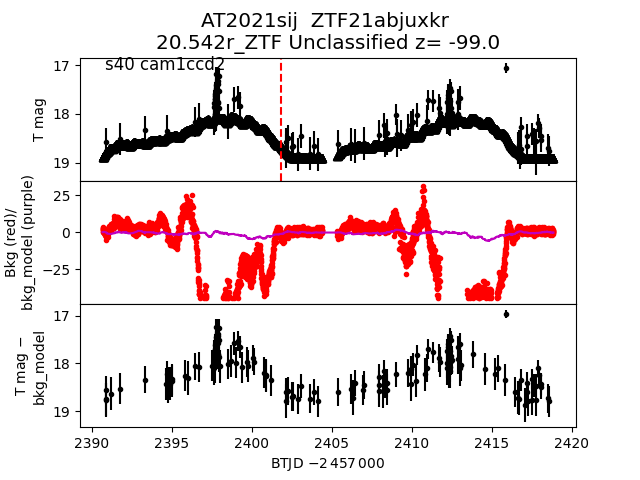 AT2021sij  ZTF21abjuxkr
20.542r_ZTF Unclassified z= -99.0
s40 cam1ccd2
T mag
17
18
19
Bkg (red)/
bkg_model (purple)
25
0
−25
T mag −
bkg_model
17
18
19
2390
2395
2400
2405
2410
2415
2420
BTJD −2 457 000